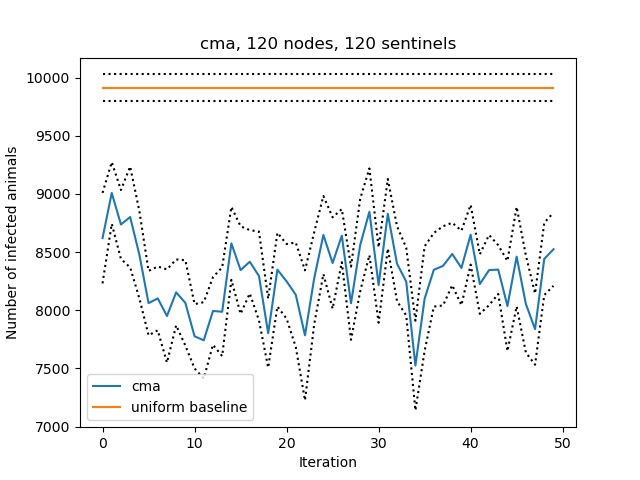 cma, 120 nodes, 120 sentinels
10000
9500
9000
8500
8000
7500
7000
Number of infected animals
cma
uniform baseline
0 10 20 30 40 50
Iteration